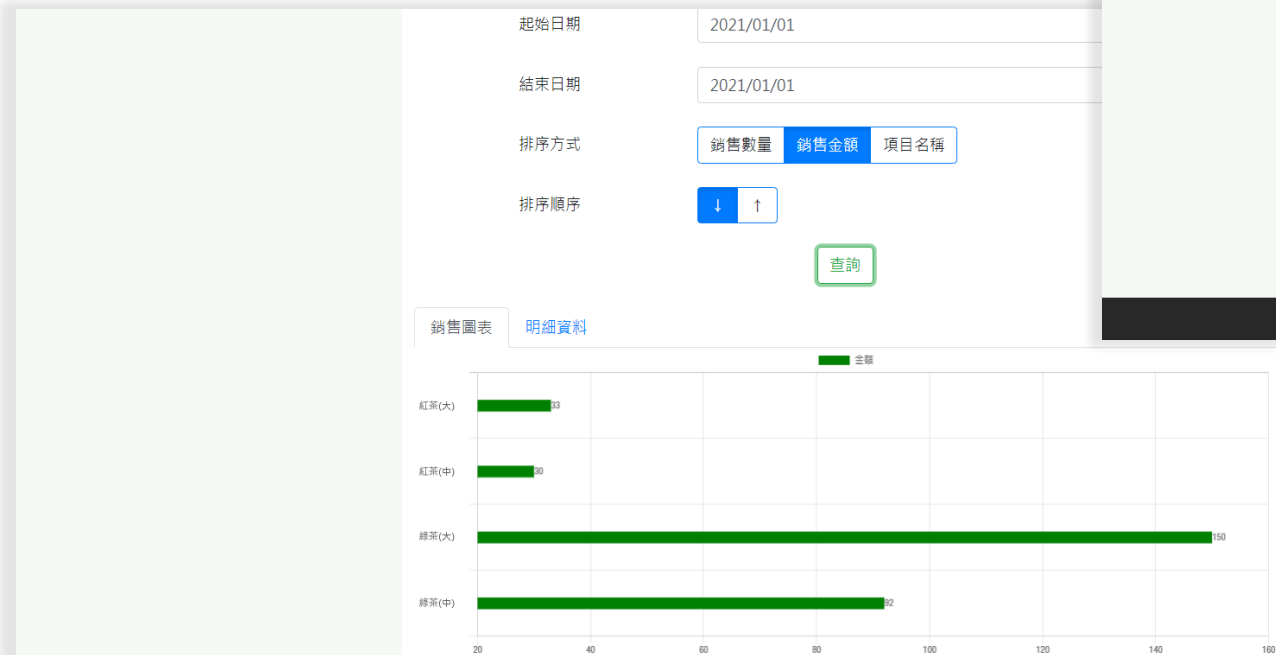 起始日期 2021/01/01
結束日期 2021/01/01
排序方式 銷售數量 銷售金額 項目名稱
排序順序 ↓ ↑
查詢
銷售圖表 明細資料
金額
紅茶(大) 33
紅茶(中) 30
綠茶(大) 150
綠茶(中) 92
20 40 60 80 100 120 140 160